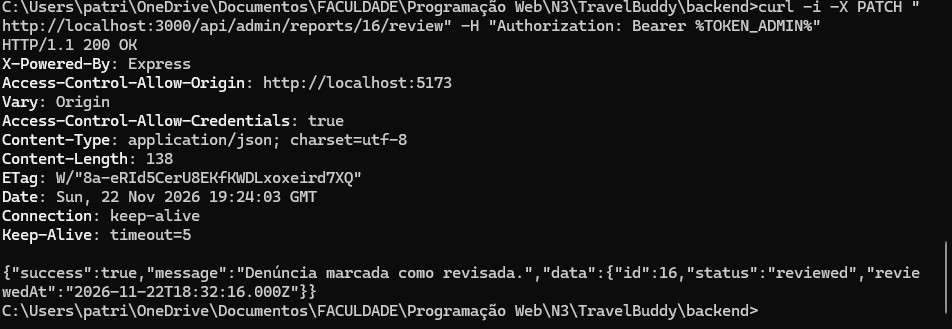 C:\Users\patri\OneDrive\Documentos\FACULDADE\Programação Web\N3\TravelBuddy\backend>curl -i -X PATCH "
http://localhost:3000/api/admin/reports/16/review" -H "Authorization: Bearer %TOKEN_ADMIN%"
HTTP/1.1 200 OK
X-Powered-By: Express
Access-Control-Allow-Origin: http://localhost:5173
Vary: Origin
Access-Control-Allow-Credentials: true
Content-Type: application/json; charset=utf-8
Content-Length: 138
ETag: W/"8a-eRId5CerU8EKfKWDLxoxeird7XQ"
Date: Sun, 22 Nov 2026 19:24:03 GMT
Connection: keep-alive
Keep-Alive: timeout=5
{"success":true,"message":"Denúncia marcada como revisada.","data":{"id":16,"status":"reviewed","revie
wedAt":"2026-11-22T18:32:16.000Z"}}
C:\Users\patri\OneDrive\Documentos\FACULDADE\Programação Web\N3\TravelBuddy\backend>